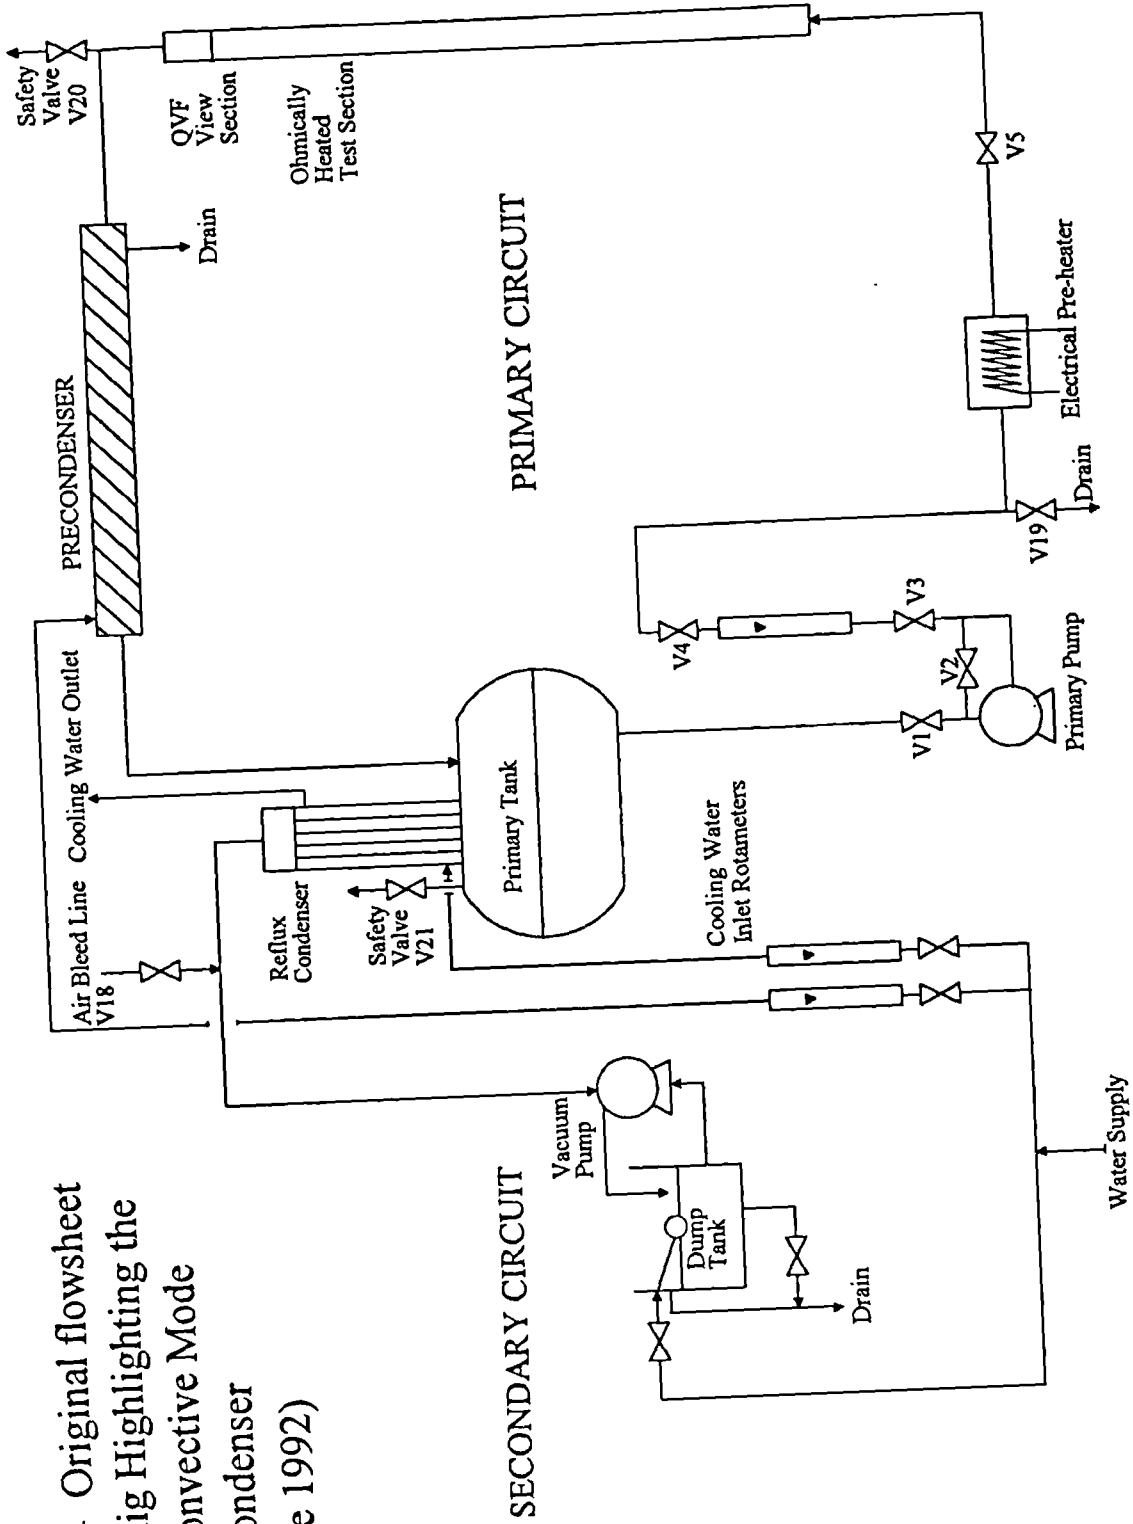 Original flowsheet
Highlighting the
Mode
1992)
SECONDARY CIRCUIT
PRIMARY CIRCUIT
Air Bleed Line
V18
Cooling Water Outlet
PRECONDENSER
Drain
Safety
Valve
V20
QVF
View
Section
Ohmically
Heated
Test Section
Reflux
Condenser
Safety
Valve
V21
Primary Tank
Vacuum
Pump
Dump
Tank
Drain
Cooling Water
Inlet Rotameters
Water Supply
V1
V2
V3
V4
Primary Pump
V19
Drain
Electrical Pre-heater
V5